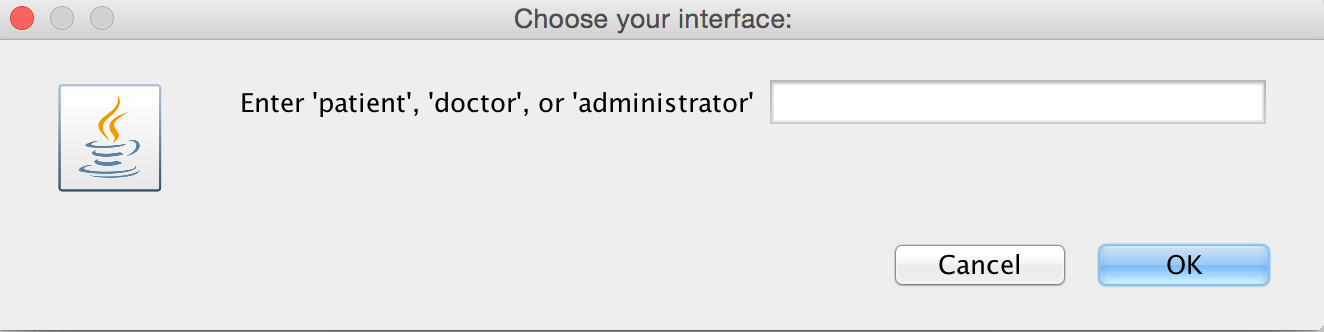 Choose your interface:
Enter 'patient', 'doctor', or 'administrator'
Cancel OK